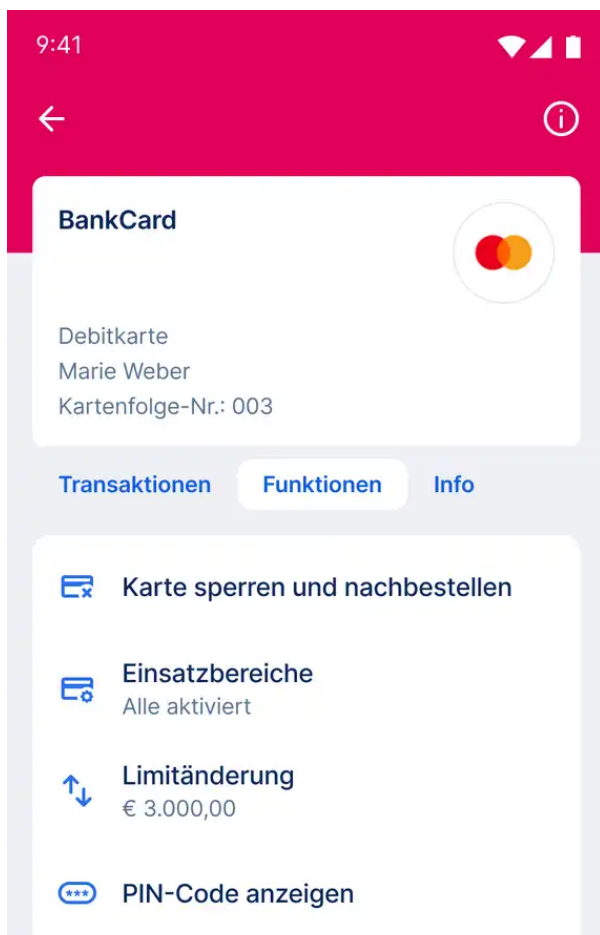 9:41
BankCard
Debitkarte
Marie Weber
Kartenfolge-Nr.: 003
Transaktionen Funktionen Info
Karte sperren und nachbestellen
Einsatzbereiche
Alle aktiviert
Limitänderung
€ 3.000,00
PIN-Code anzeigen